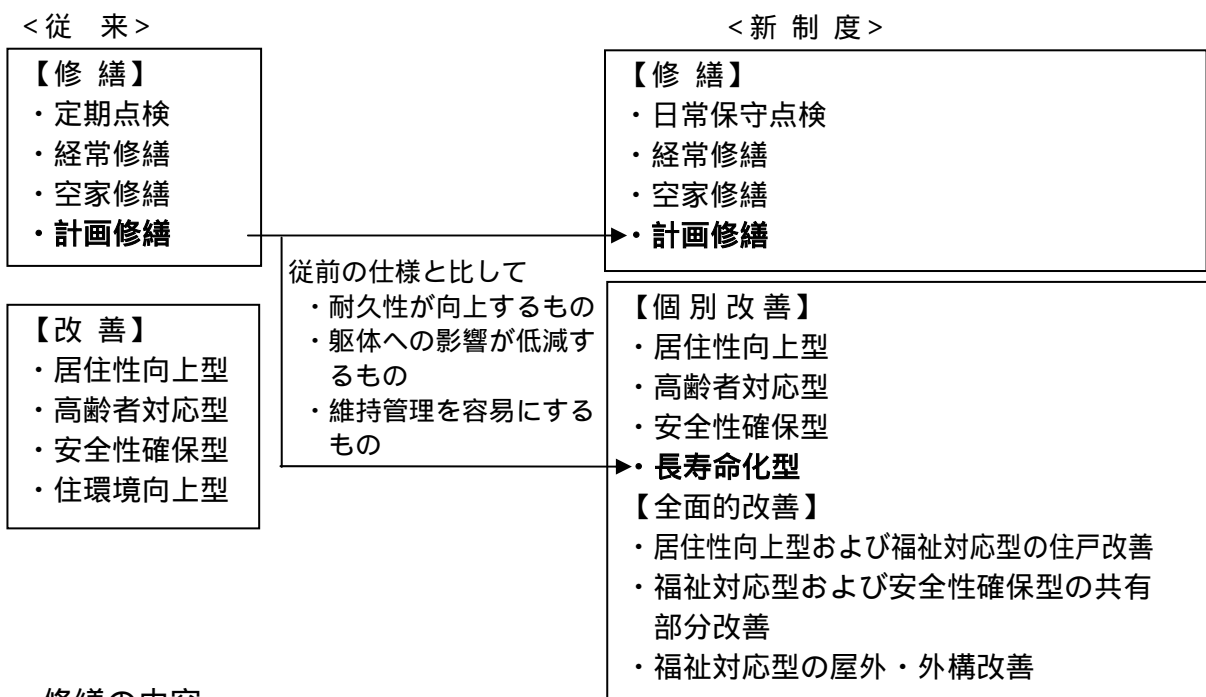 <従　来>
【修 繕】
・定期点検
・経常修繕
・空家修繕
・計画修繕
【改 善】
・居住性向上型
・高齢者対応型
・安全性確保型
・住環境向上型
従前の仕様と比して
・耐久性が向上するもの
・躯体への影響が低減す
るもの
・維持管理を容易にする
もの
<新 制 度>
【修 繕】
・日常保守点検
・経常修繕
・空家修繕
・計画修繕
【個 別 改 善】
・居住性向上型
・高齢者対応型
・安全性確保型
・長寿命化型
【全面的改善】
・居住性向上型および福祉対応型の住戸改善
・福祉対応型および安全性確保型の共有
部分改善
・福祉対応型の屋外・外構改善
修繕の内容